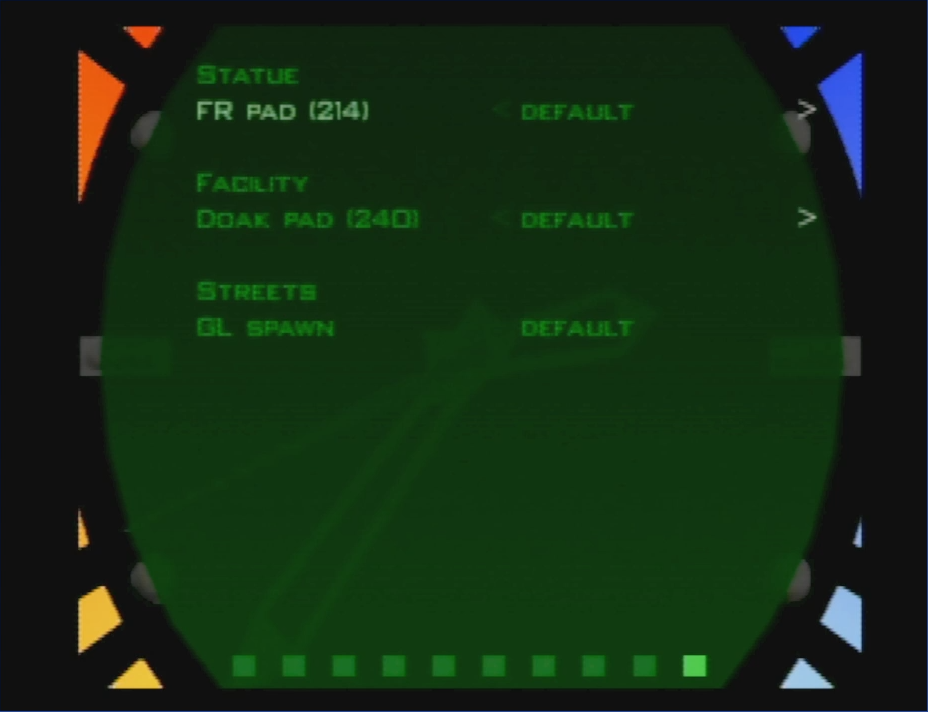 Statue
FR pad (214) < default >
Facility
Doak pad (240) < default >
Streets
GL spawn default